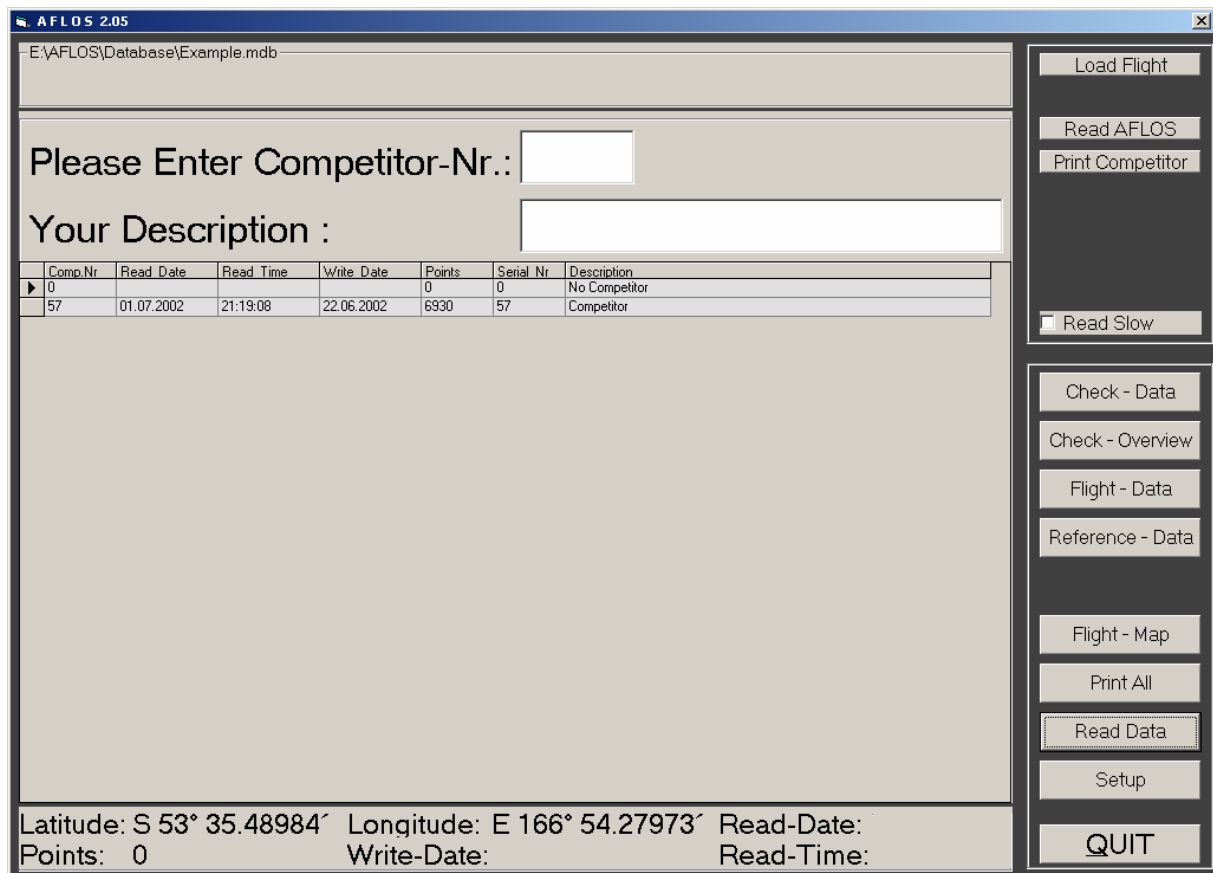 A F L O S 2.05
E:\AFLOS\Database\Example.mdb
Please Enter Competitor-Nr.:
Your Description :
Comp.Nr Read Date Read Time Write Date Points Serial Nr Description
0 0 0 No Competitor
57 01.07.2002 21:19:08 22.06.2002 6930 57 Competitor
Latitude: S 53° 35.48984´ Longitude: E 166° 54.27973´ Read-Date:
Points: 0 Write-Date: Read-Time:
Load Flight
Read AFLOS
Print Competitor
Read Slow
Check - Data
Check - Overview
Flight - Data
Reference - Data
Flight - Map
Print All
Read Data
Setup
QUIT